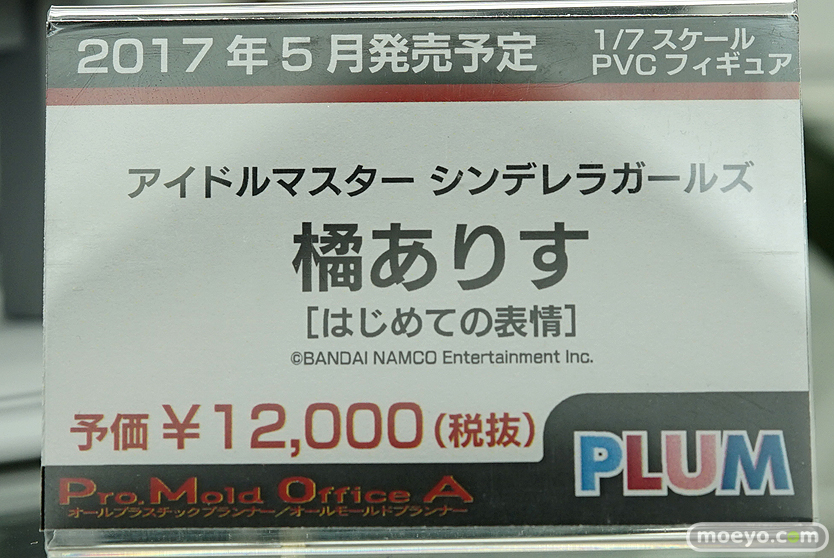 2017年5月発売予定
1/7スケール
PVCフィギュア
アイドルマスター シンデレラガールズ
橘ありす
[はじめての表情]
©BANDAI NAMCO Entertainment Inc.
予価 ¥12,000(税抜)
PLUM
Pro.Mold Office A
オールプラスチックプランナー/オールモールドプランナー
moeyo.com